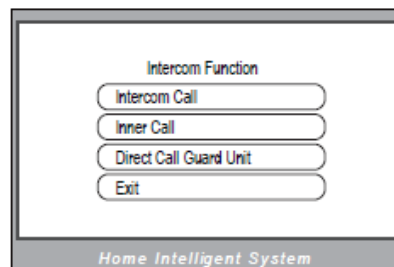 Intercom Function
Intercom Call
Inner Call
Direct Call Guard Unit
Exit
Home Intelligent System